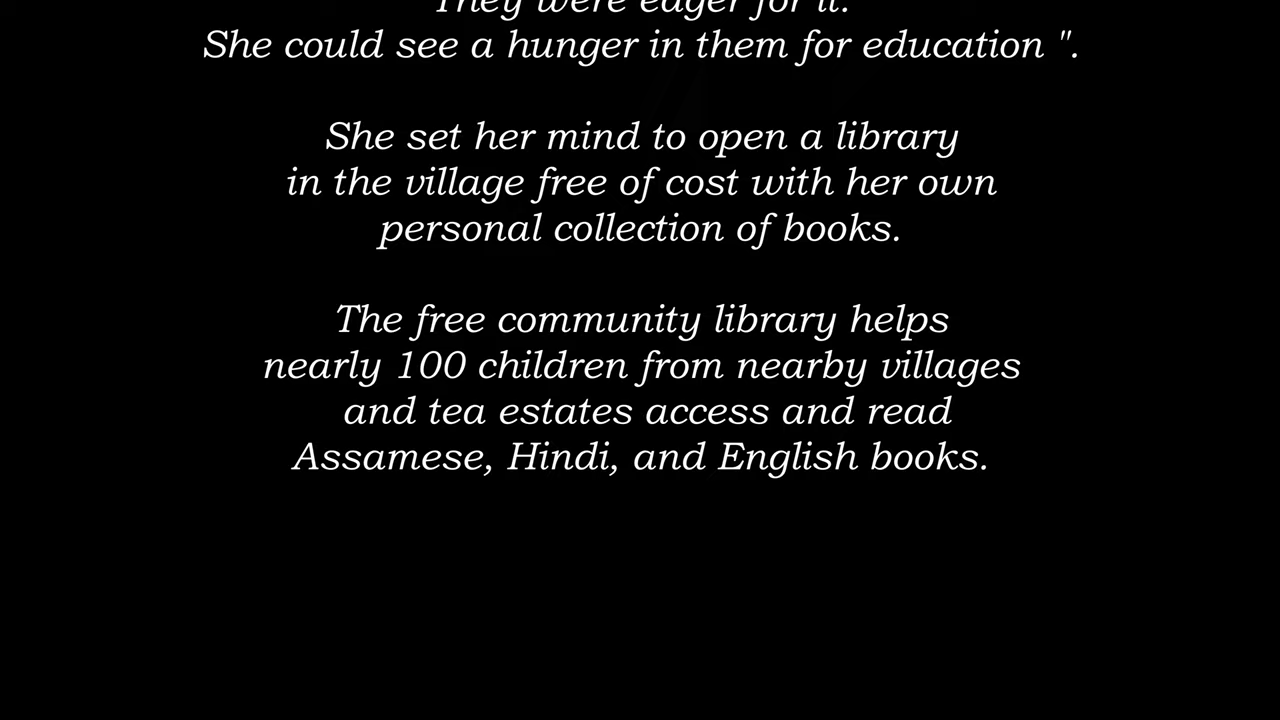 They were eager for it.
She could see a hunger in them for education ".
She set her mind to open a library
in the village free of cost with her own
personal collection of books.
The free community library helps
nearly 100 children from nearby villages
and tea estates access and read
Assamese, Hindi, and English books.